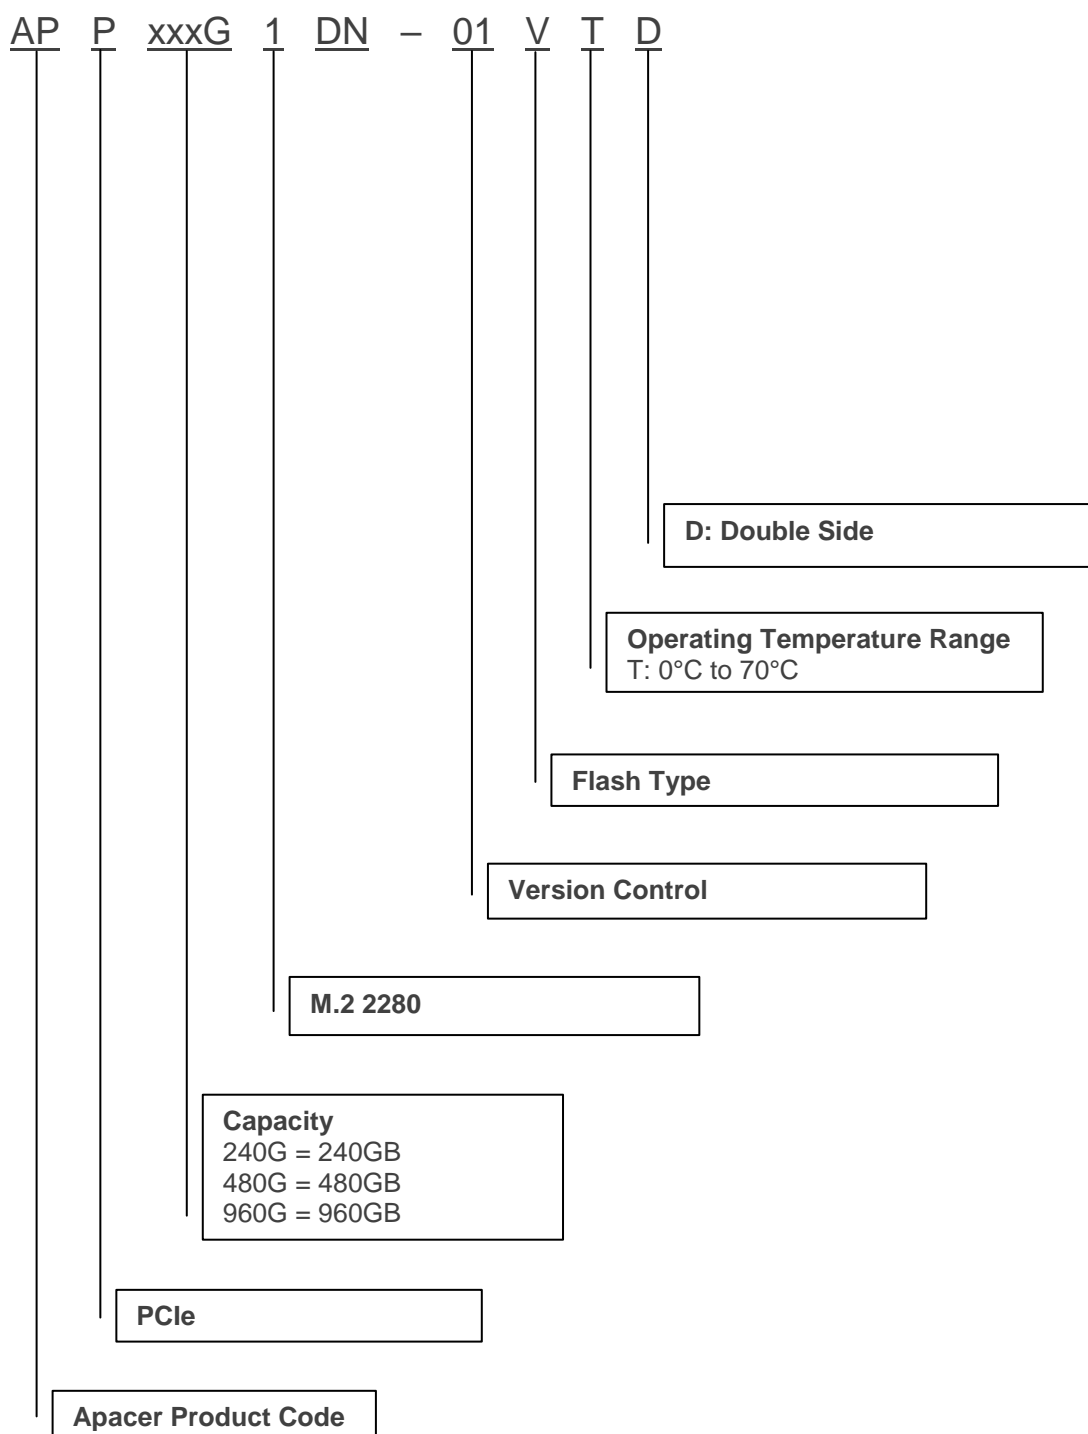 AP P xxxG 1 DN – 01 V T D
D: Double Side
Operating Temperature Range
T: 0°C to 70°C
Flash Type
Version Control
M.2 2280
Capacity
240G = 240GB
480G = 480GB
960G = 960GB
PCIe
Apacer Product Code